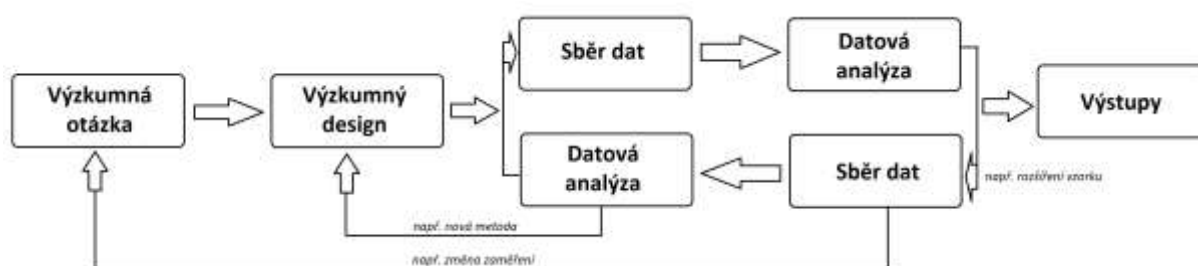 Výzkumná
otázka
Výzkumný
design
Sběr dat
Datová
analýza
Datová
analýza
Sběr dat
Výstupy
např. rozšíření vzorku
např. nová metoda
např. změna zaměření